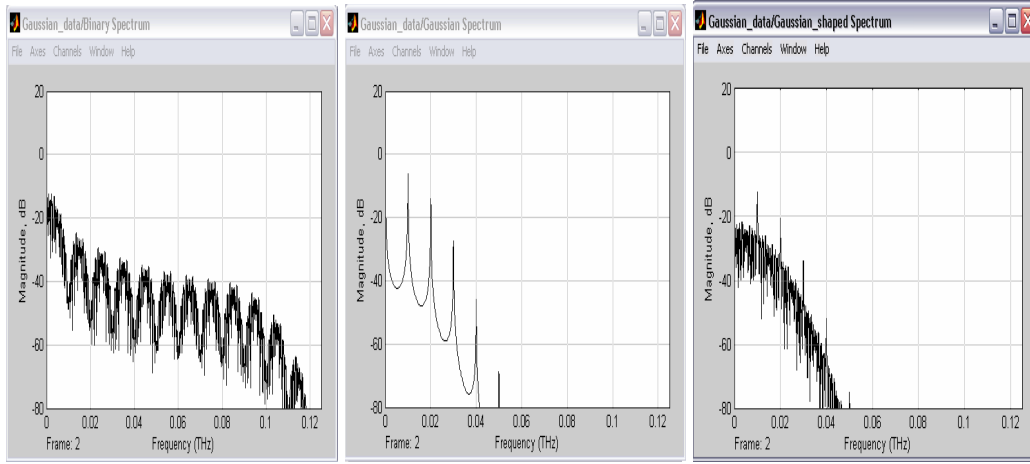 Gaussian_data/Binary Spectrum
File Axes Channels Window Help
20
0
-20
-40
-60
-80
Magnitude, dB
0 0.02 0.04 0.06 0.08 0.1 0.12
Frame: 2 Frequency (THz)
Gaussian_data/Gaussian Spectrum
File Axes Channels Window Help
20
0
-20
-40
-60
-80
Magnitude, dB
0 0.02 0.04 0.06 0.08 0.1 0.12
Frame: 2 Frequency (THz)
Gaussian_data/Gaussian_shaped Spectrum
File Axes Channels Window Help
20
0
-20
-40
-60
-80
Magnitude, dB
0 0.02 0.04 0.06 0.08 0.1 0.12
Frame: 2 Frequency (THz)